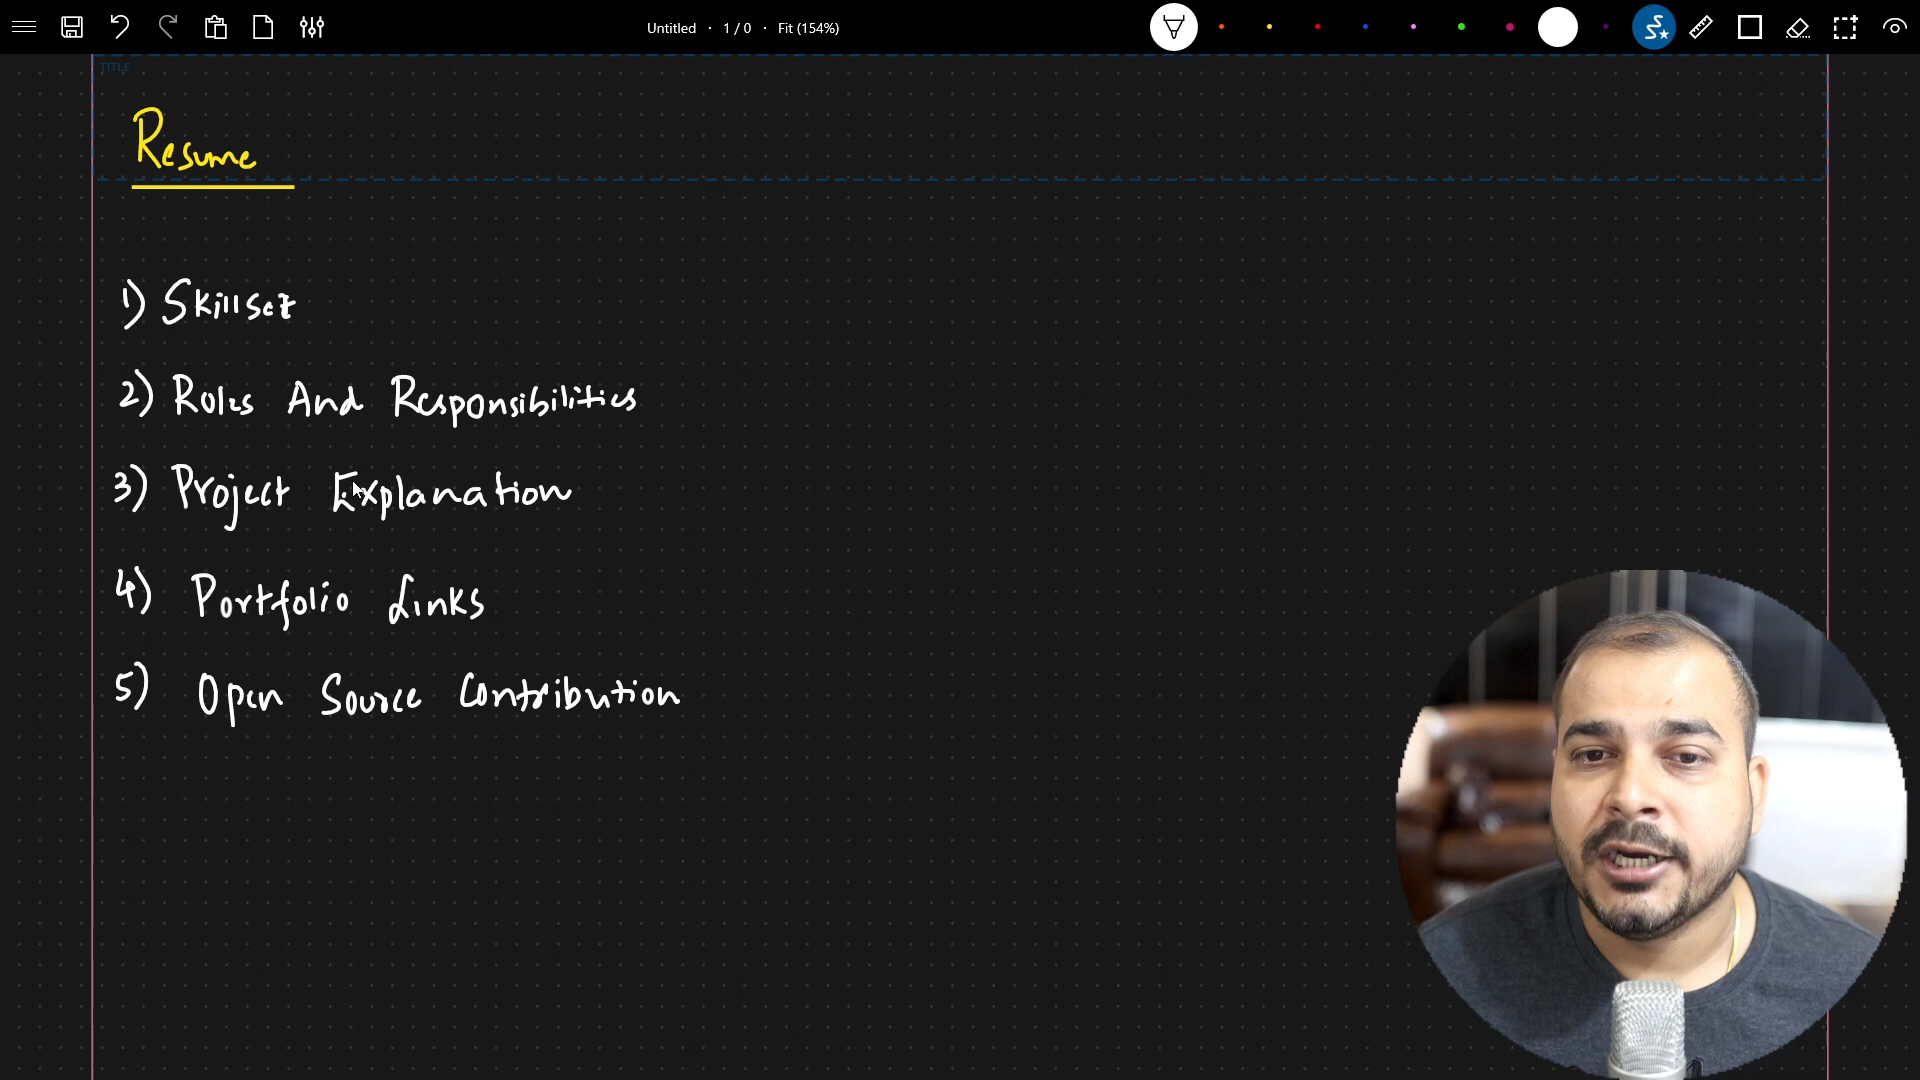 Untitled · 1 / 0 · Fit (154%)
TITLE
Resume
1) Skillset
2) Roles And Responsibilities
3) Project Explanation
4) Portfolio Links
5) Open Source Contribution